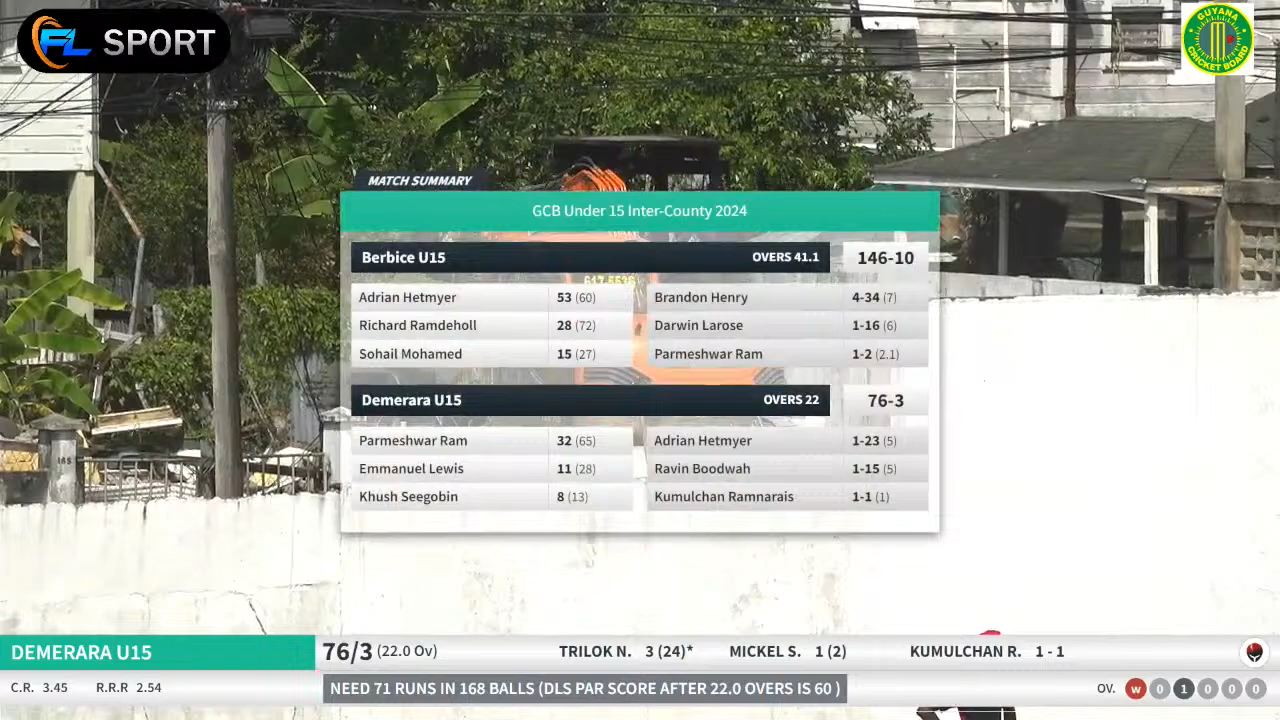 FL SPORT
GUYANA
CRICKET BOARD
MATCH SUMMARY
GCB Under 15 Inter-County 2024
Berbice U15 OVERS 41.1 146-10
Adrian Hetmyer 53 (60) Brandon Henry 4-34 (7)
Richard Ramdeholl 28 (72) Darwin Larose 1-16 (6)
Sohail Mohamed 15 (27) Parmeshwar Ram 1-2 (2.1)
Demerara U15 OVERS 22 76-3
Parmeshwar Ram 32 (65) Adrian Hetmyer 1-23 (5)
Emmanuel Lewis 11 (28) Ravin Boodwah 1-15 (5)
Khush Seegobin 8 (13) Kumulchan Ramnarais 1-1 (1)
DEMERARA U15 76/3 (22.0 Ov) TRILOK N. 3 (24)* MICKEL S. 1 (2) KUMULCHAN R. 1 - 1
C.R. 3.45 R.R.R 2.54 NEED 71 RUNS IN 168 BALLS (DLS PAR SCORE AFTER 22.0 OVERS IS 60 ) OV. W 0 1 0 0 0